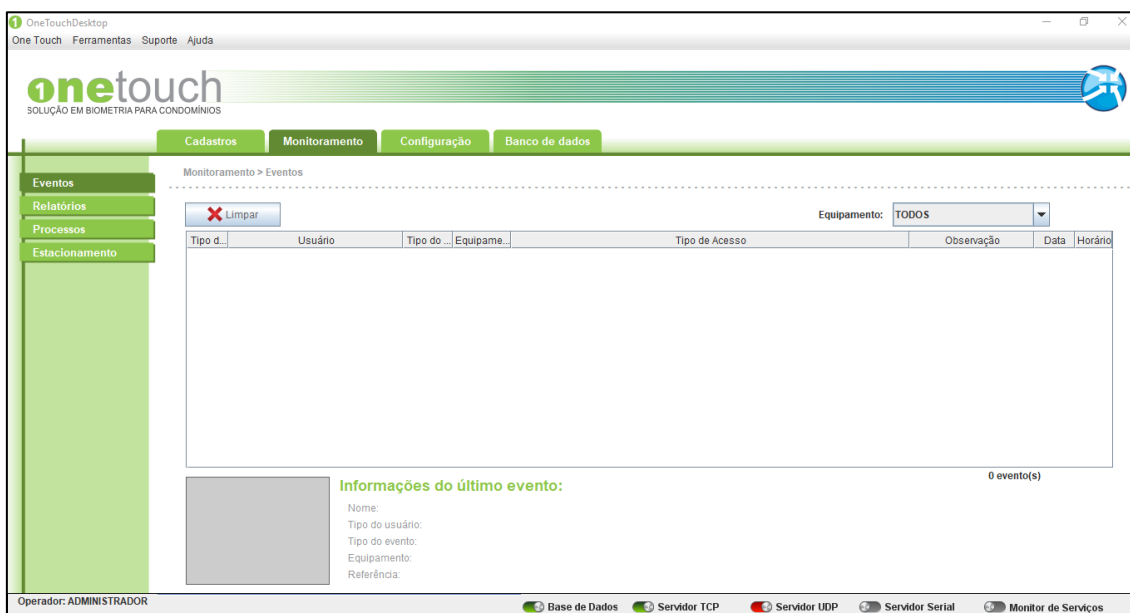 OneTouchDesktop
One Touch Ferramentas Suporte Ajuda
onetouch
SOLUÇÃO EM BIOMETRIA PARA CONDOMÍNIOS
Cadastros Monitoramento Configuração Banco de dados
Monitoramento > Eventos
Eventos
Relatórios
Processos
Estacionamento
Limpar Equipamento: TODOS
Tipo d... Usuário Tipo do ... Equipame... Tipo de Acesso Observação Data Horário
0 evento(s)
Informações do último evento:
Nome:
Tipo do usuário:
Tipo do evento:
Equipamento:
Referência:
Operador: ADMINISTRADOR Base de Dados Servidor TCP Servidor UDP Servidor Serial Monitor de Serviços